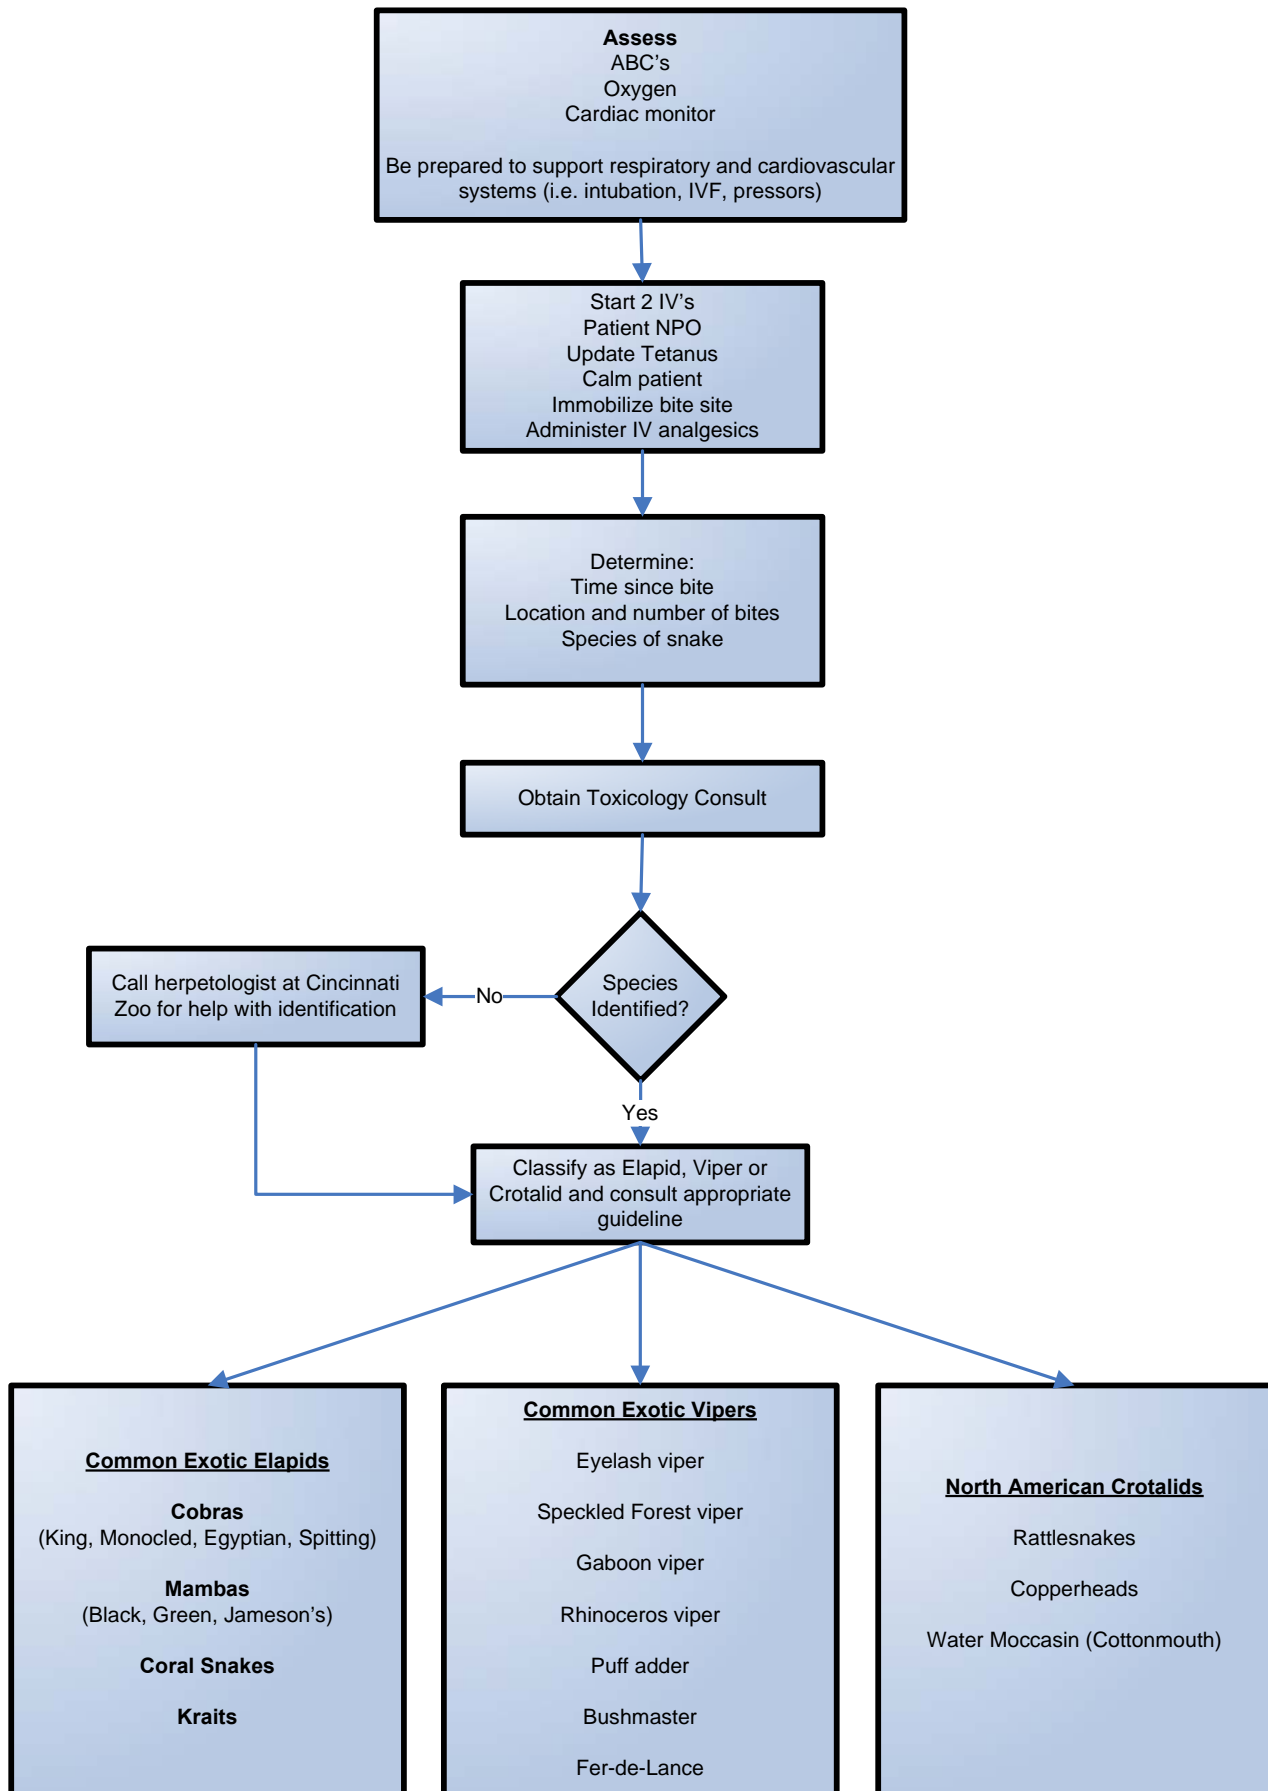 Assess
ABC's
Oxygen
Cardiac monitor
Be prepared to support respiratory and cardiovascular
systems (i.e. intubation, IVF, pressors)
Start 2 IV's
Patient NPO
Update Tetanus
Calm patient
Immobilize bite site
Administer IV analgesics
Determine:
Time since bite
Location and number of bites
Species of snake
Obtain Toxicology Consult
Species
Identified?
No
Call herpetologist at Cincinnati
Zoo for help with identification
Yes
Classify as Elapid, Viper or
Crotalid and consult appropriate
guideline
Common Exotic Elapids
Cobras
(King, Monocled, Egyptian, Spitting)
Mambas
(Black, Green, Jameson's)
Coral Snakes
Kraits
Common Exotic Vipers
Eyelash viper
Speckled Forest viper
Gaboon viper
Rhinoceros viper
Puff adder
Bushmaster
Fer-de-Lance
North American Crotalids
Rattlesnakes
Copperheads
Water Moccasin (Cottonmouth)